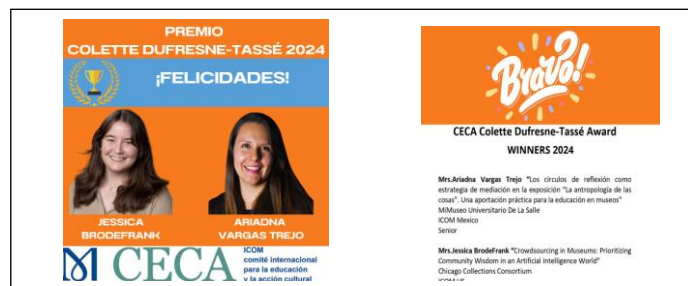 PREMIO
COLETTE DUFRESNE-TASSÉ 2024
¡FELICIDADES!
JESSICA
BRODEFRANK
ARIADNA
VARGAS TREJO
CECA
ICOM
comité internacional
para la educación
y la acción cultural
Bravo!
CECA Colette Dufresne-Tassé Award
WINNERS 2024
Mrs.Ariadna Vargas Trejo "Los círculos de reflexión como
estrategia de mediación en la exposición "La antropología de las
cosas". Una aportación práctica para la educación en museos"
MiMuseo Universitario De La Salle
ICOM Mexico
Senior
Mrs.Jessica BrodeFrank "Crowdsourcing in Museums: Prioritizing
Community Wisdom in an Artificial Intelligence World"
Chicago Collections Consortium
ICOM US